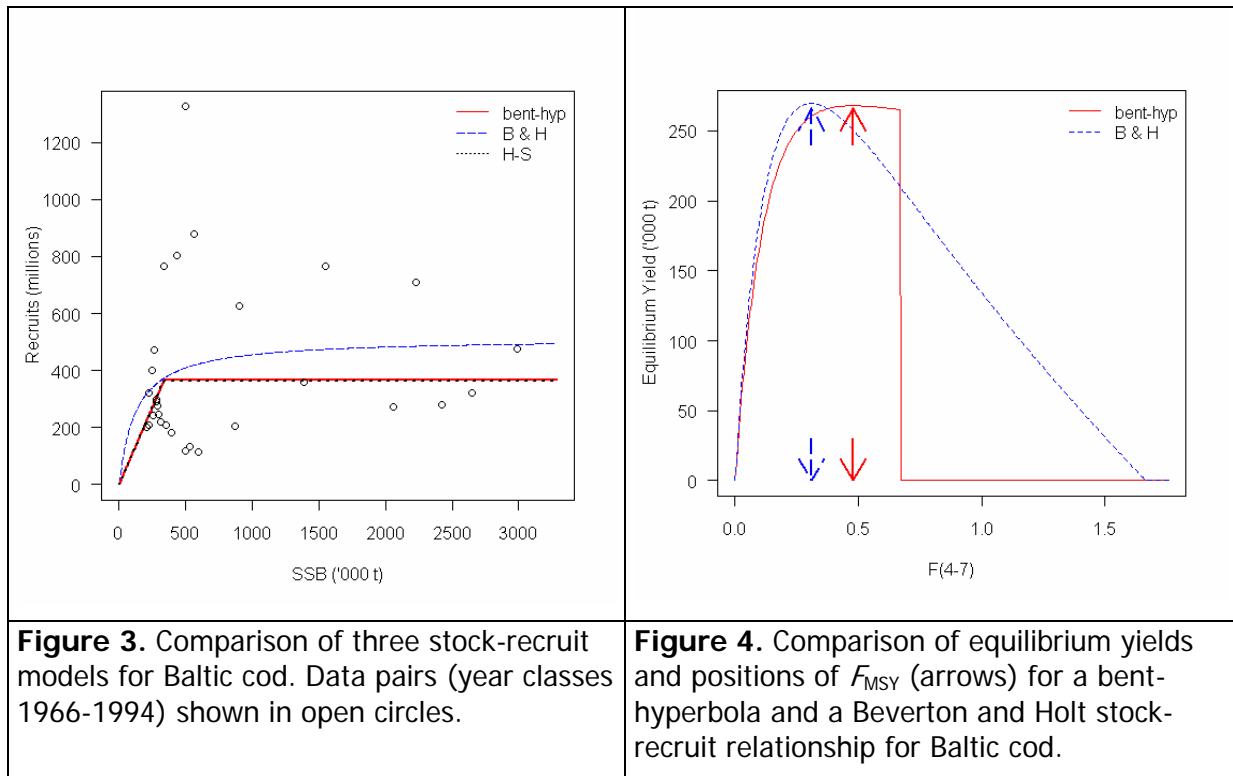 bent-hyp
B & H
H-S
Recruits (millions)
1200
1000
800
600
400
200
0
0 500 1000 1500 2000 2500 3000
SSB ('000 t)
Figure 3. Comparison of three stock-
recruit models for Baltic cod. Data pairs (year classes
1966-1994) shown in open circles.
bent-hyp
B & H
Equilibrium Yield ('000 t)
250
200
150
100
50
0
0.0 0.5 1.0 1.5
F(4-7)
Figure 4. Comparison of equilibrium yields
and positions of FMSY (arrows) for a bent-
hyperbola and a Beverton and Holt stock-
recruit relationship for Baltic cod.